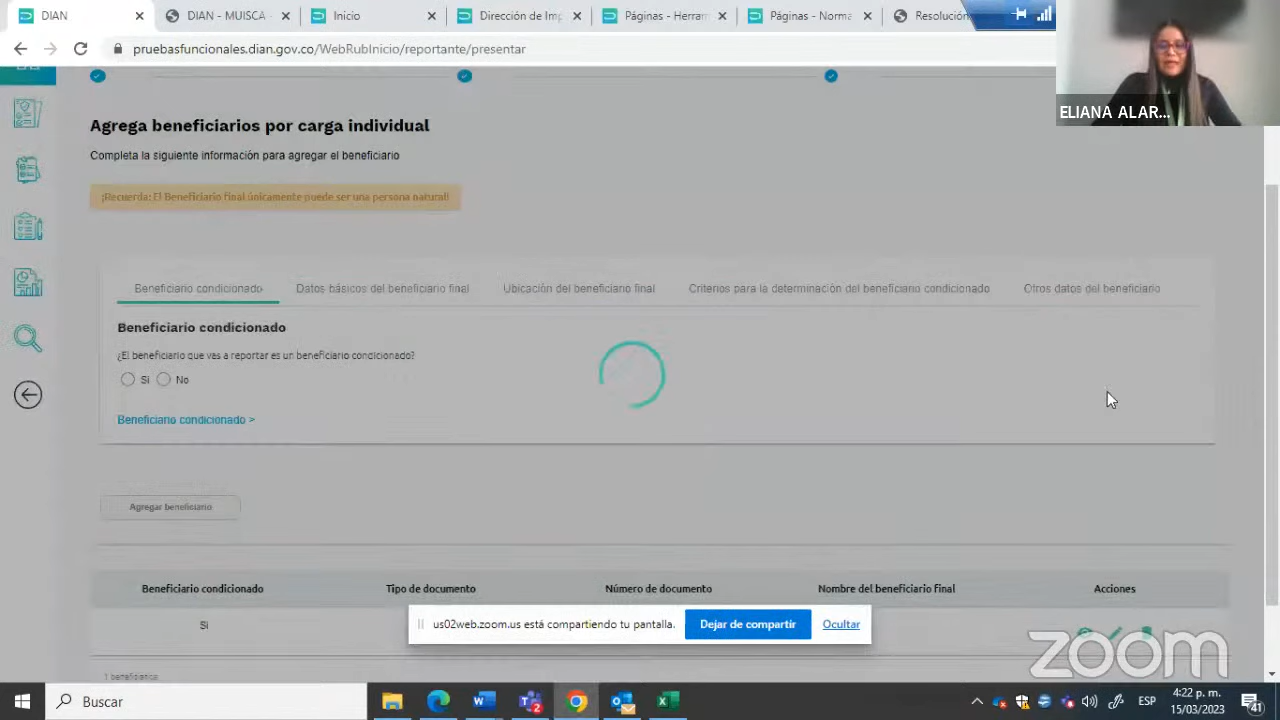 DIAN
DIAN - MUISCA -
Inicio
Dirección de Imp
Páginas - Herram
Páginas - Norma
Resolución
pruebasfuncionales.dian.gov.co/WebRubInicio/reportante/presentar
ELIANA ALAR...
Agrega beneficiarios por carga individual
Completa la siguiente información para agregar el beneficiario
¡Recuerda: El Beneficiario final únicamente puede ser una persona natural!
Beneficiario condicionado
Datos básicos del beneficiario final
Ubicación del beneficiario final
Criterios para la determinación del beneficiario condicionado
Otros datos del beneficiario
Beneficiario condicionado
¿El beneficiario que vas a reportar es un beneficiario condicionado?
Si No
Beneficiario condicionado >
Agregar beneficiario
Beneficiario condicionado
Tipo de documento
Número de documento
Nombre del beneficiario final
Acciones
Si
us02web.zoom.us está compartiendo tu pantalla.
Dejar de compartir
Ocultar
zoom
1 beneficiarios
Buscar
ESP
4:22 p. m.
15/03/2023
41